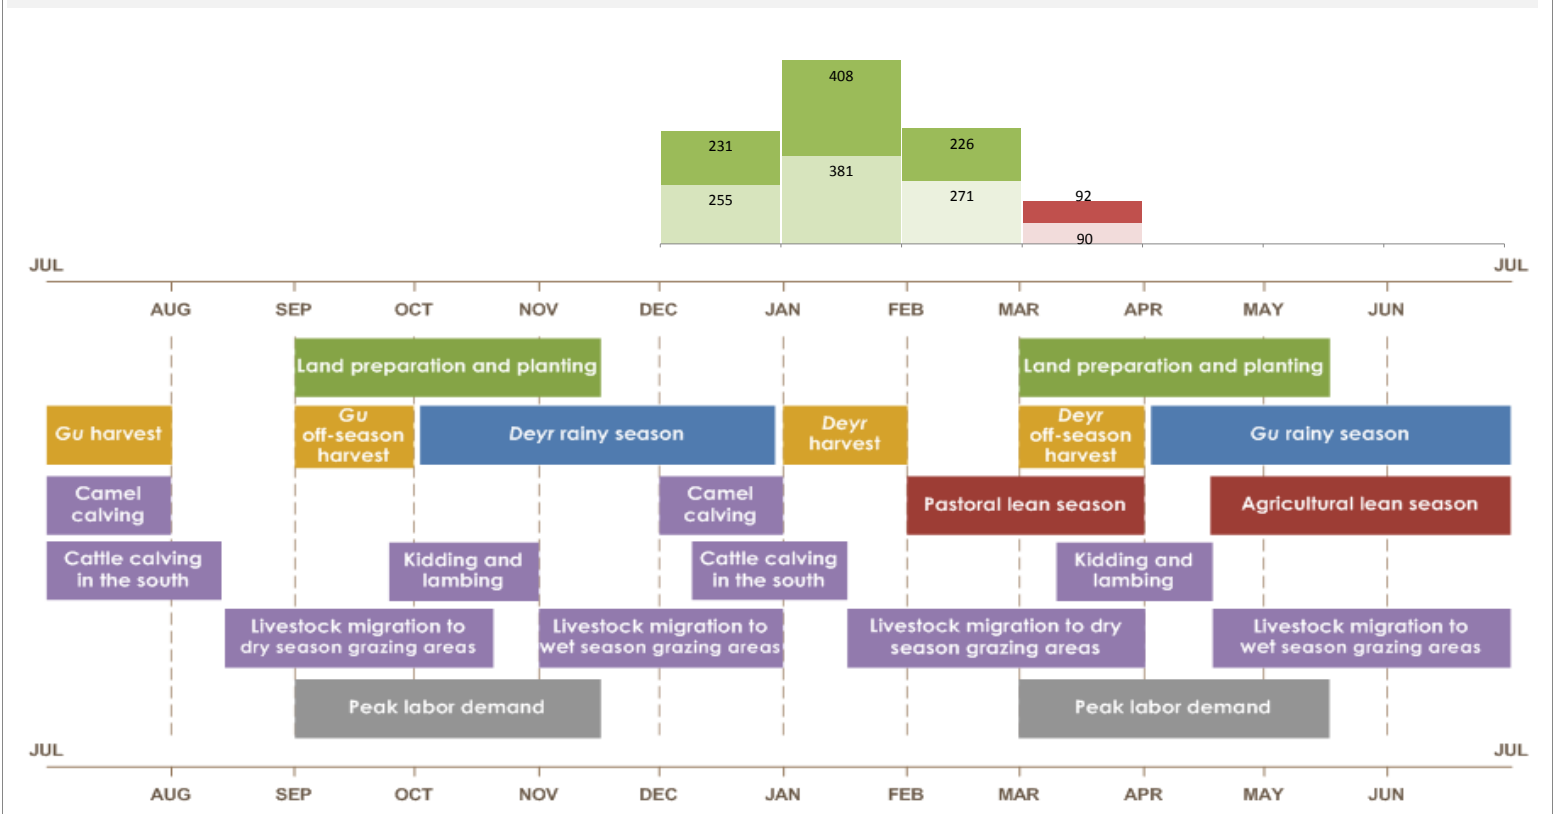 408
231
226
381
255
271
92
90
JUL
JUL
AUG
SEP
OCT
NOV
DEC
JAN
FEB
MAR
APR
MAY
JUN
Land preparation and planting
Land preparation and planting
Gu harvest
Gu
off-season
harvest
Deyr rainy season
Deyr
harvest
Deyr
off-season
harvest
Gu rainy season
Camel
calving
Camel
calving
Pastoral lean season
Agricultural lean season
Cattle calving
in the south
Kidding and
lambing
Cattle calving
in the south
Kidding and
lambing
Livestock migration to
dry season grazing areas
Livestock migration to
wet season grazing areas
Livestock migration to dry
season grazing areas
Livestock migration to
wet season grazing areas
Peak labor demand
Peak labor demand
JUL
JUL
AUG
SEP
OCT
NOV
DEC
JAN
FEB
MAR
APR
MAY
JUN